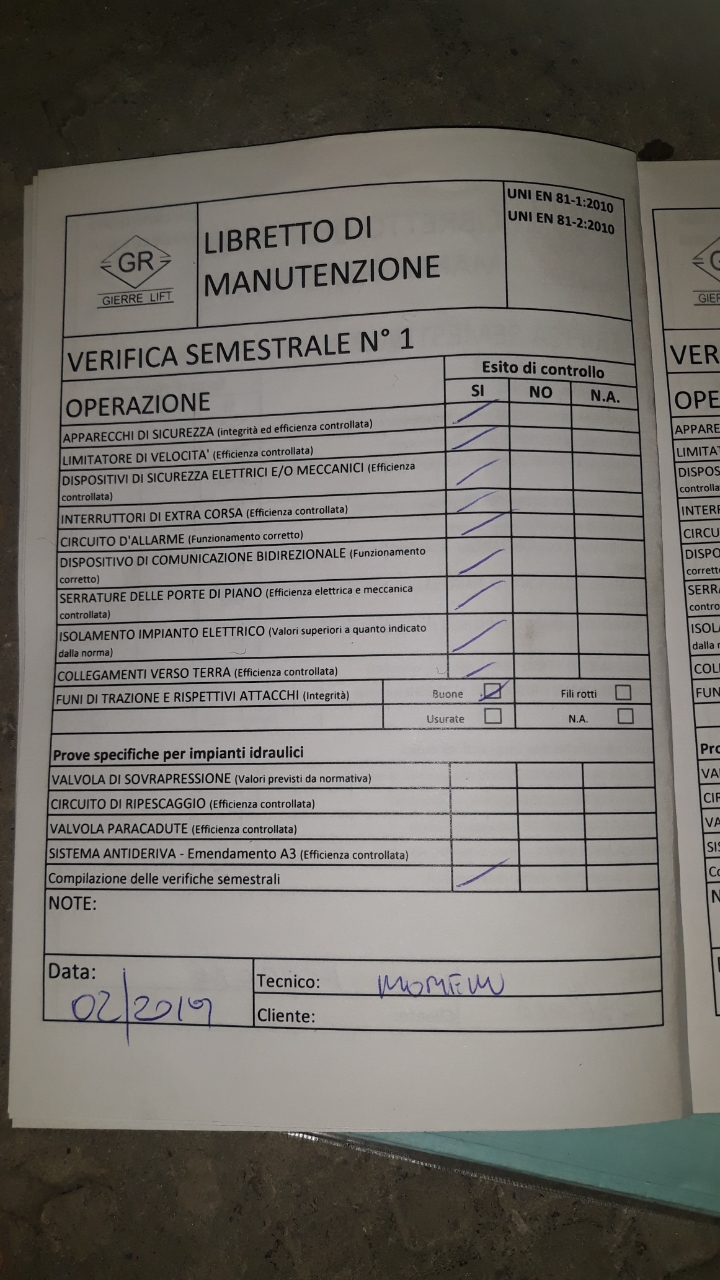 GR
GIERRE LIFT
LIBRETTO DI
MANUTENZIONE
UNI EN 81-1:2010
UNI EN 81-2:2010
VERIFICA SEMESTRALE N° 1
OPERAZIONE
Esito di controllo
SI NO N.A.
APPARECCHI DI SICUREZZA (integrità ed efficienza controllata)
LIMITATORE DI VELOCITA' (Efficienza controllata)
DISPOSITIVI DI SICUREZZA ELETTRICI E/O MECCANICI (Efficienza
controllata)
INTERRUTTORI DI EXTRA CORSA (Efficienza controllata)
CIRCUITO D'ALLARME (Funzionamento corretto)
DISPOSITIVO DI COMUNICAZIONE BIDIREZIONALE (Funzionamento
corretto)
SERRATURE DELLE PORTE DI PIANO (Efficienza elettrica e meccanica
controllata)
ISOLAMENTO IMPIANTO ELETTRICO (Valori superiori a quanto indicato
dalla norma)
COLLEGAMENTI VERSO TERRA (Efficienza controllata)
FUNI DI TRAZIONE E RISPETTIVI ATTACCHI (Integrità) Buone Fili rotti
Usurate N.A.
Prove specifiche per impianti idraulici
VALVOLA DI SOVRAPRESSIONE (Valori previsti da normativa)
CIRCUITO DI RIPESCAGGIO (Efficienza controllata)
VALVOLA PARACADUTE (Efficienza controllata)
SISTEMA ANTIDERIVA - Emendamento A3 (Efficienza controllata)
Compilazione delle verifiche semestrali
NOTE:
Data:
02/2019
Tecnico:
Cliente: